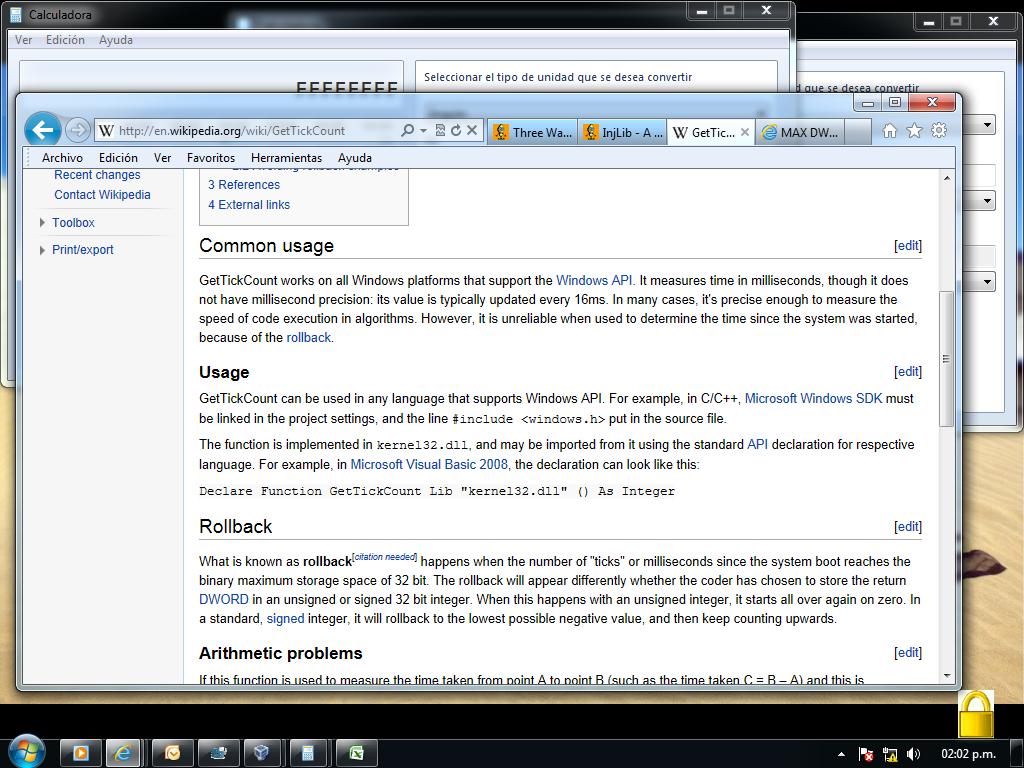 Calculadora
Ver Edición Ayuda
FFFFFFFF
Seleccionar el tipo de unidad que se desea convertir
que se desea convertir
http://en.wikipedia.org/wiki/GetTickCount
Three Wa...
InjLib - A ...
GetTic...
MAX DW...
Archivo Edición Ver Favoritos Herramientas Ayuda
Recent changes
Contact Wikipedia
Toolbox
Print/export
3 References
4 External links
Common usage [edit]
GetTickCount works on all Windows platforms that support the Windows API. It measures time in milliseconds, though it does
not have millisecond precision: its value is typically updated every 16ms. In many cases, it's precise enough to measure the
speed of code execution in algorithms. However, it is unreliable when used to determine the time since the system was started,
because of the rollback.
Usage [edit]
GetTickCount can be used in any language that supports Windows API. For example, in C/C++, Microsoft Windows SDK must
be linked in the project settings, and the line #include <windows.h> put in the source file.
The function is implemented in kernel32.dll, and may be imported from it using the standard API declaration for respective
language. For example, in Microsoft Visual Basic 2008, the declaration can look like this:
Declare Function GetTickCount Lib "kernel32.dll" () As Integer
Rollback [edit]
What is known as rollback[citation needed] happens when the number of "ticks" or milliseconds since the system boot reaches the
binary maximum storage space of 32 bit. The rollback will appear differently whether the coder has chosen to store the return
DWORD in an unsigned or signed 32 bit integer. When this happens with an unsigned integer, it starts all over again on zero. In
a standard, signed integer, it will rollback to the lowest possible negative value, and then keep counting upwards.
Arithmetic problems [edit]
If this function is used to measure the time taken from point A to point B (such as the time taken C = B – A) and this is
02:02 p.m.